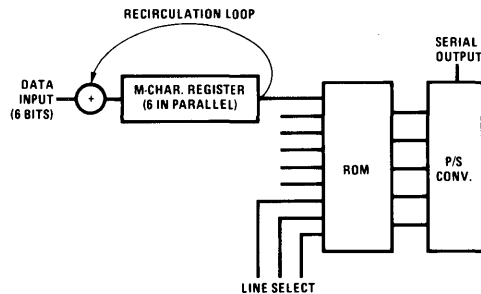 RECIRCULATION LOOP
SERIAL
OUTPUT
DATA
INPUT
(6 BITS)
+
M-CHAR. REGISTER
(6 IN PARALLEL)
ROM
P/S
CONV.
LINE SELECT